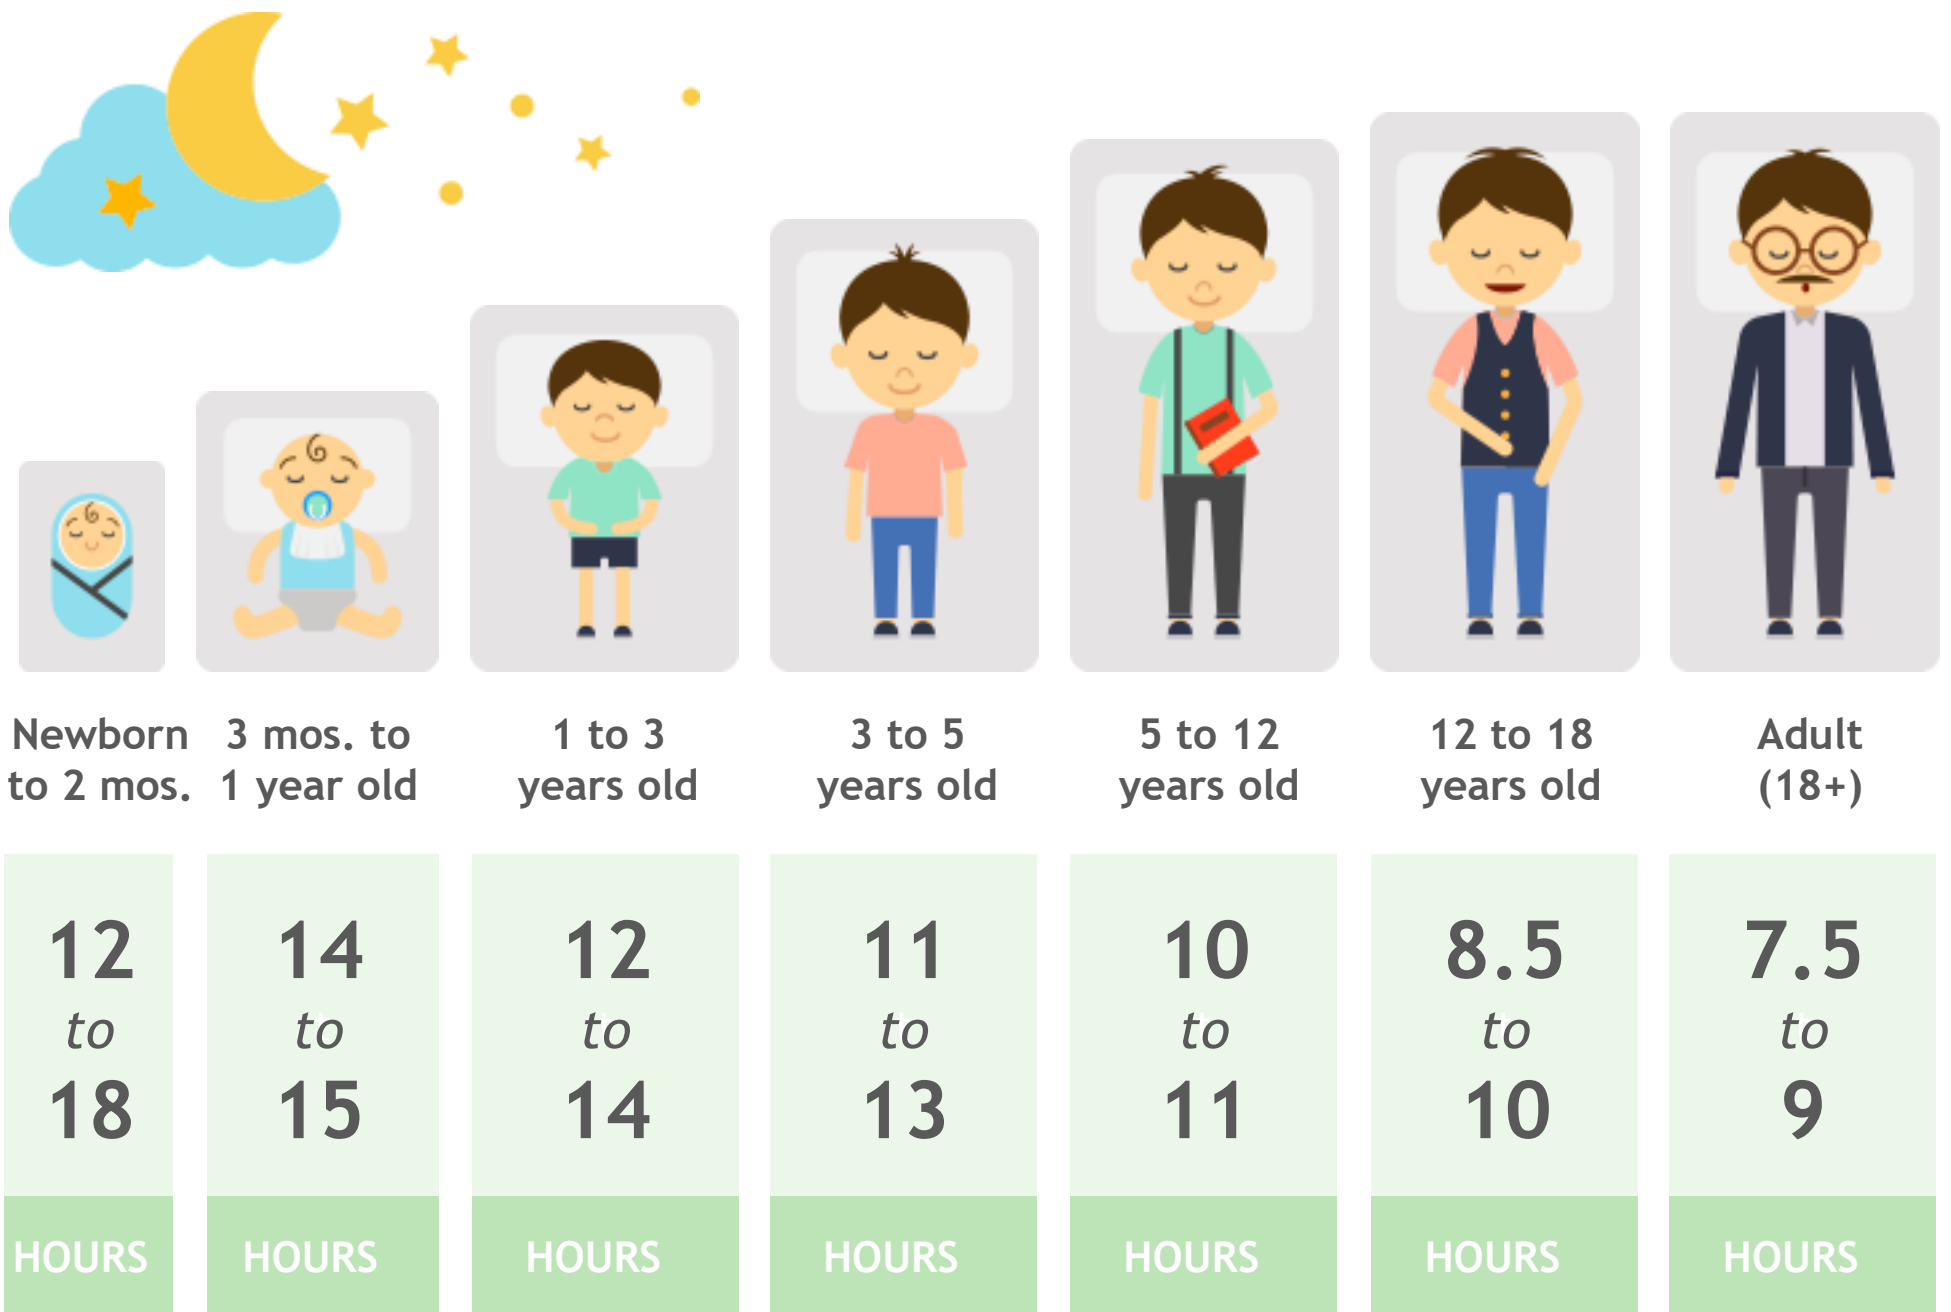 Newborn
to 2 mos.
3 mos. to
1 year old
1 to 3
years old
3 to 5
years old
5 to 12
years old
12 to 18
years old
Adult
(18+)
12
to
18
HOURS
14
to
15
HOURS
12
to
14
HOURS
11
to
13
HOURS
10
to
11
HOURS
8.5
to
10
HOURS
7.5
to
9
HOURS